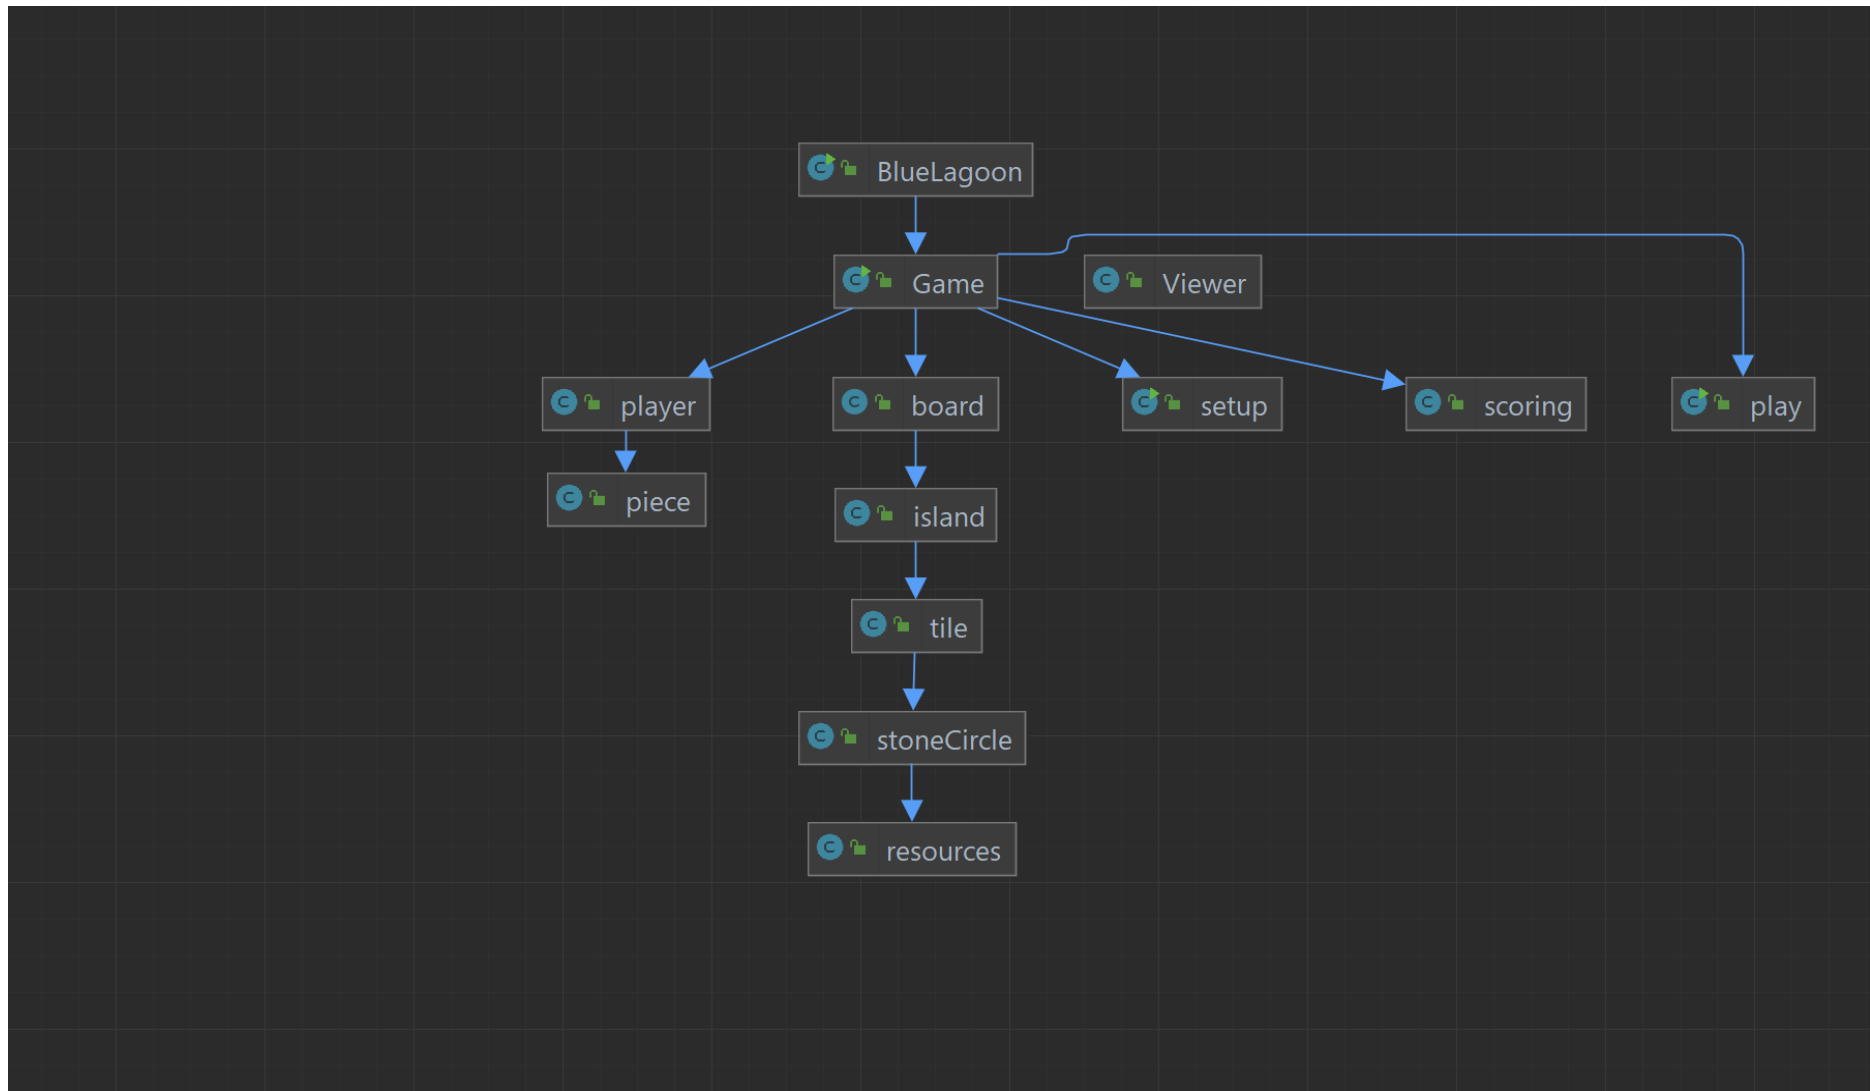 BlueLagoon
Game
Viewer
player
board
setup
scoring
play
piece
island
tile
stoneCircle
resources